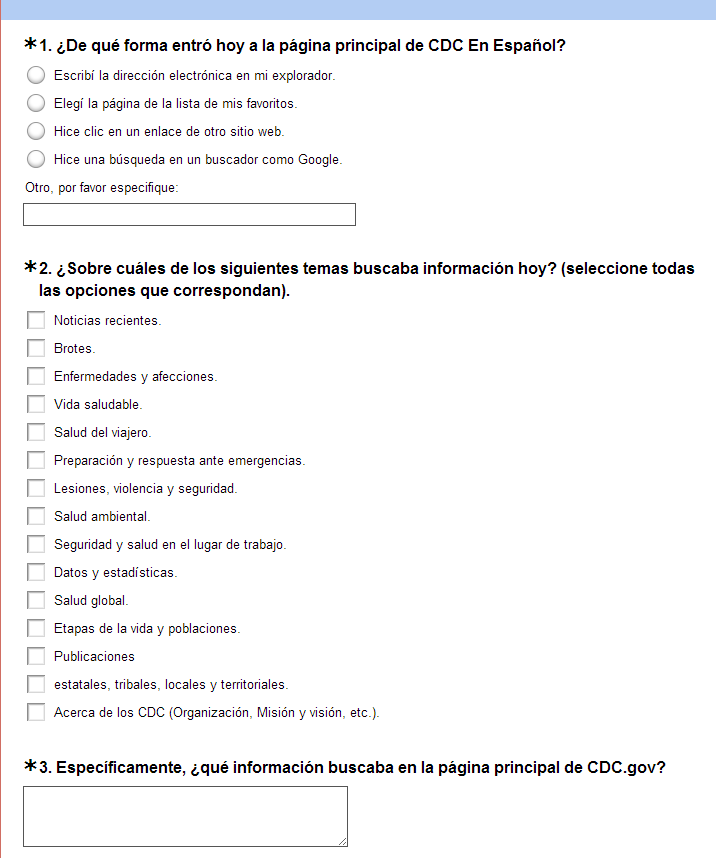 *1. ¿De qué forma entró hoy a la página principal de CDC En Español?
Escribí la dirección electrónica en mi explorador.
Elegí la página de la lista de mis favoritos.
Hice clic en un enlace de otro sitio web.
Hice una búsqueda en un buscador como Google.
Otro, por favor especifique:
*2. ¿Sobre cuáles de los siguientes temas buscaba información hoy? (seleccione todas
las opciones que correspondan).
Noticias recientes.
Brotes.
Enfermedades y afecciones.
Vida saludable.
Salud del viajero.
Preparación y respuesta ante emergencias.
Lesiones, violencia y seguridad.
Salud ambiental.
Seguridad y salud en el lugar de trabajo.
Datos y estadísticas.
Salud global.
Etapas de la vida y poblaciones.
Publicaciones
estatales, tribales, locales y territoriales.
Acerca de los CDC (Organización, Misión y visión, etc.).
*3. Específicamente, ¿qué información buscaba en la página principal de CDC.gov?